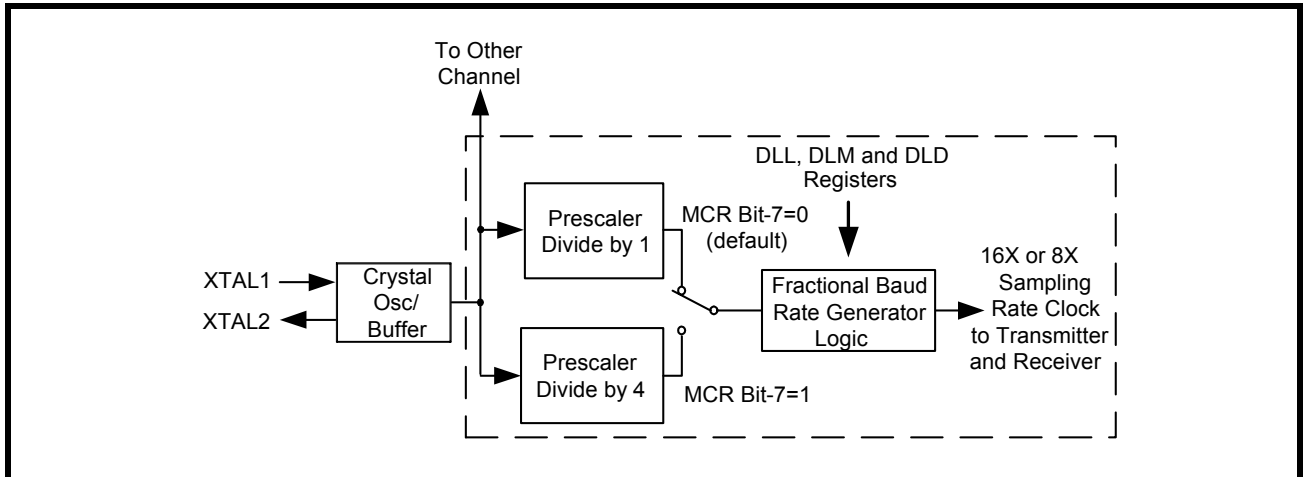 To Other
Channel
DLL, DLM and DLD
Registers
Prescaler
Divide by 1
MCR Bit-7=0
(default)
XTAL1
XTAL2
Crystal
Osc/
Buffer
Fractional Baud
Rate Generator
Logic
16X or 8X
Sampling
Rate Clock
to Transmitter
and Receiver
Prescaler
Divide by 4
MCR Bit-7=1